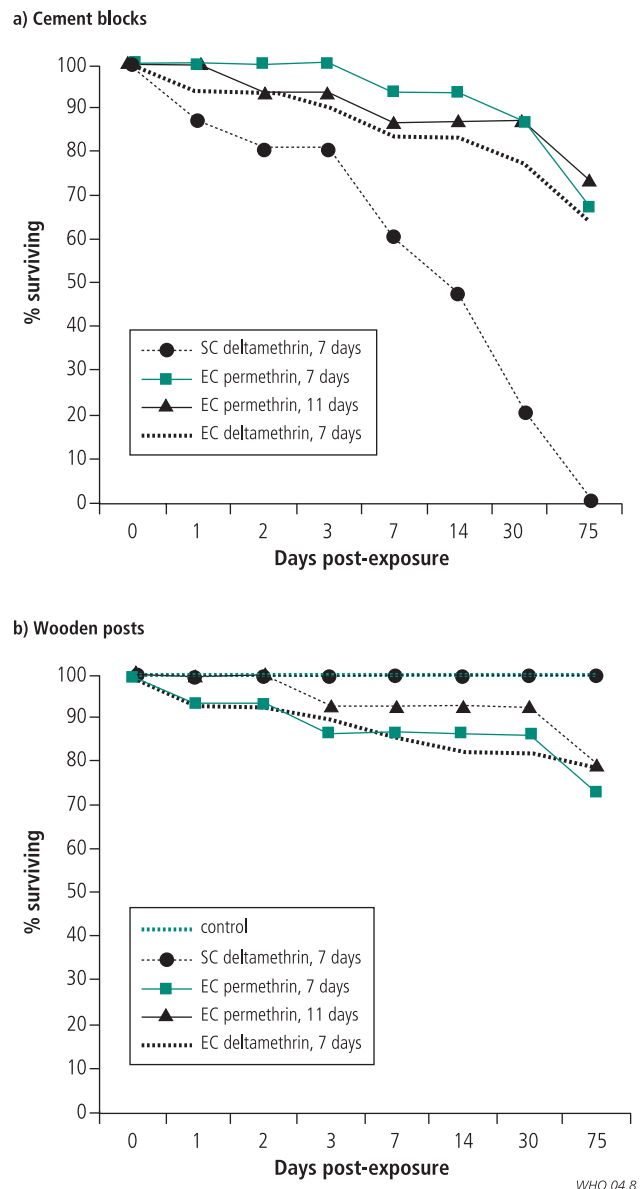 a) Cement blocks
100
90
80
70
60
50
40
30
20
10
0
% surviving
SC deltamethrin, 7 days
EC permethrin, 7 days
EC permethrin, 11 days
EC deltamethrin, 7 days
0 1 2 3 7 14 30 75
Days post-exposure
b) Wooden posts
100
90
80
70
60
50
40
30
20
10
0
% surviving
control
SC deltamethrin, 7 days
EC permethrin, 7 days
EC permethrin, 11 days
EC deltamethrin, 7 days
0 1 2 3 7 14 30 75
Days post-exposure
WHO 04.8